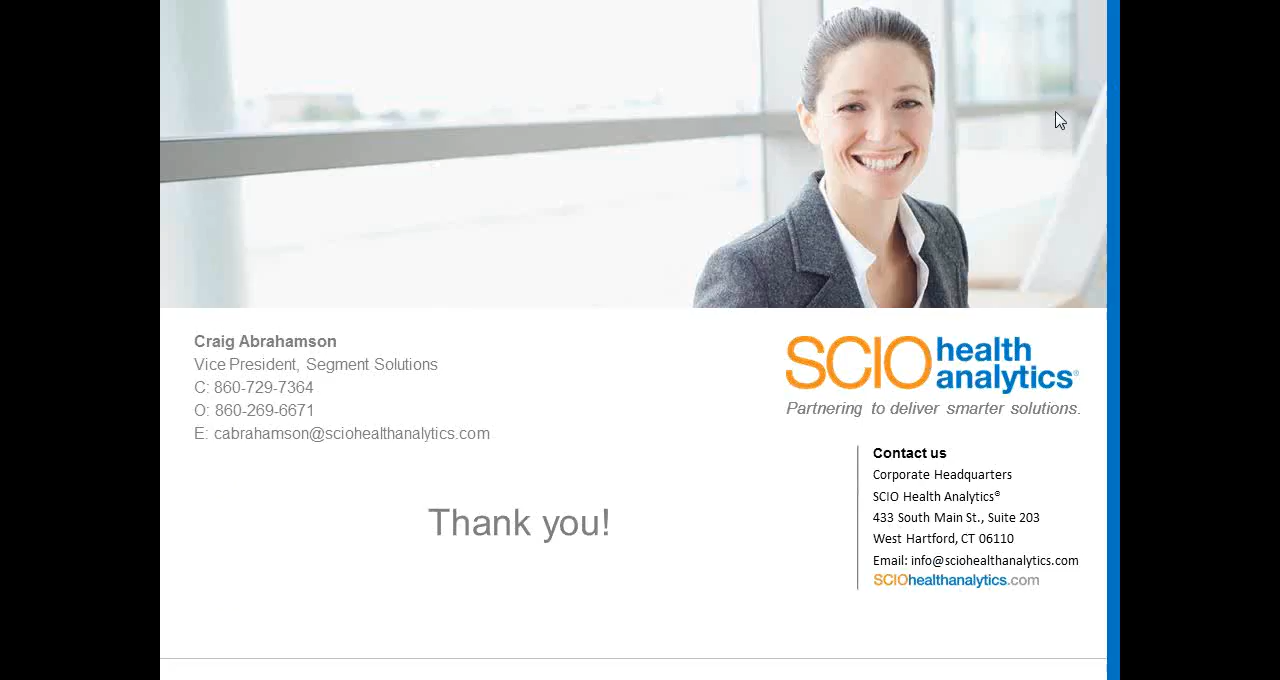 Craig Abrahamson
Vice President, Segment Solutions
C: 860-729-7364
O: 860-269-6671
E: cabrahamson@sciohealthanalytics.com
Thank you!
SCIO health
analytics®
Partnering to deliver smarter solutions.
Contact us
Corporate Headquarters
SCIO Health Analytics®
433 South Main St., Suite 203
West Hartford, CT 06110
Email: info@sciohealthanalytics.com
SCIOhealthanalytics.com